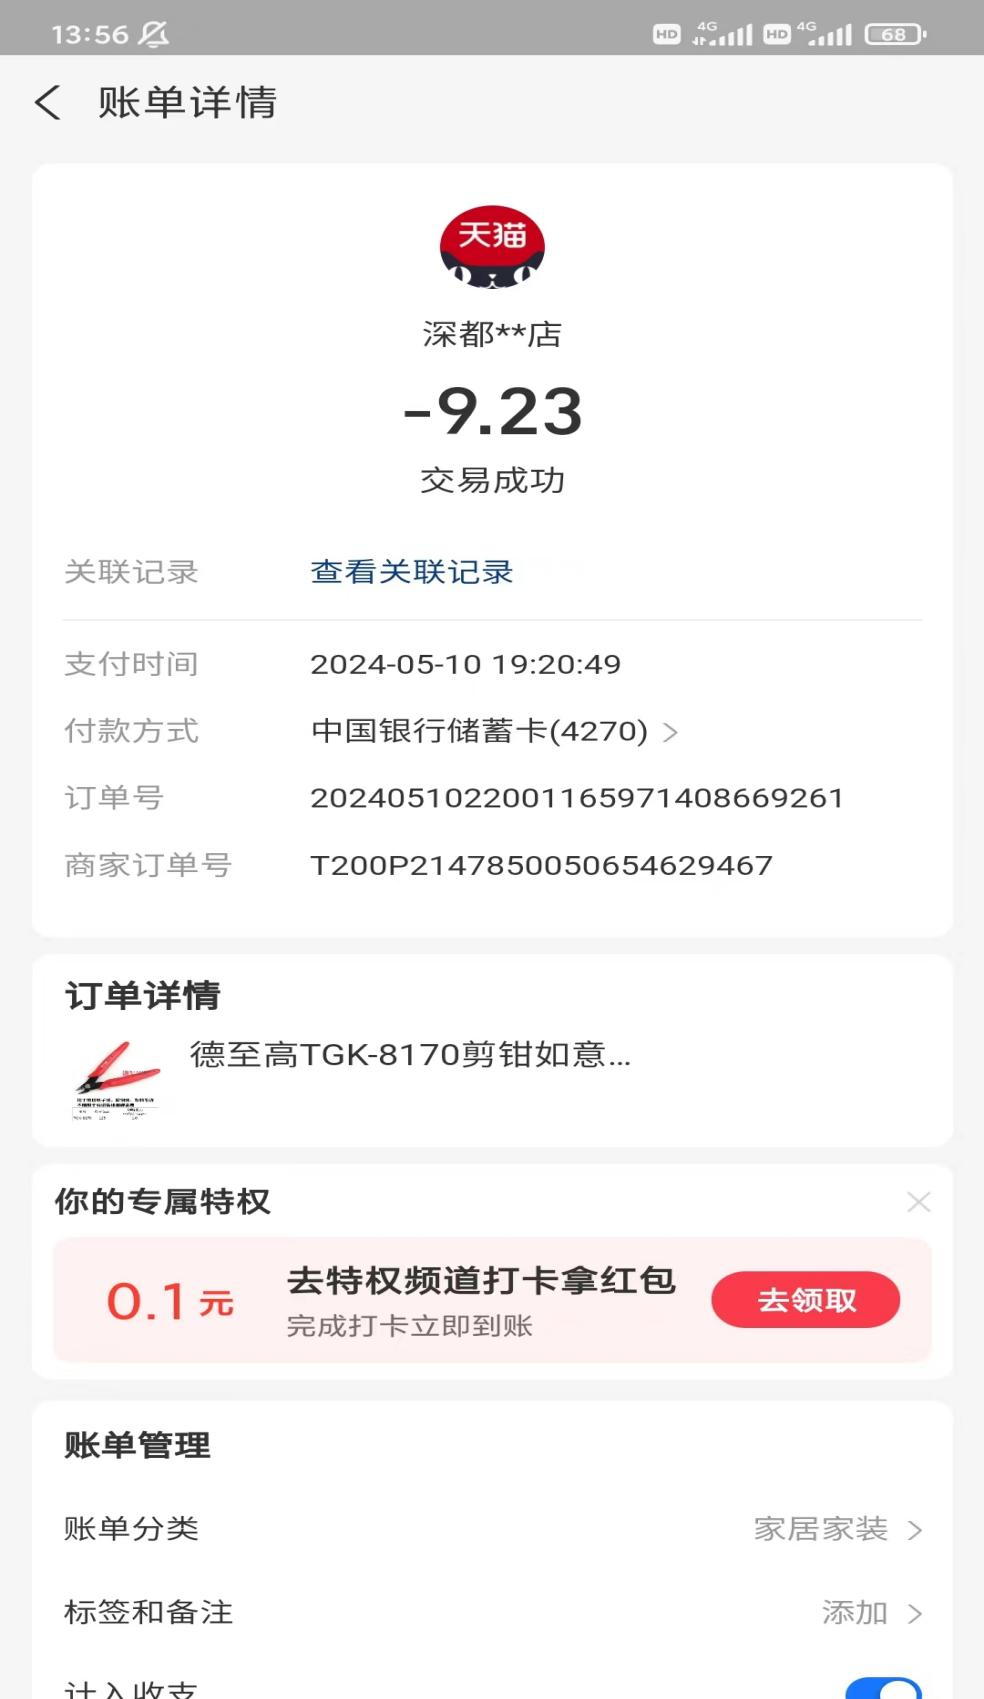 13:56 HD 4G HD 4G 68
账单详情
天猫
深都**店
-9.23
交易成功
关联记录 查看关联记录
支付时间 2024-05-10 19:20:49
付款方式 中国银行储蓄卡(4270)
订单号 2024051022001165971408669261
商家订单号 T200P2147850050654629467
订单详情
德至高TGK-8170剪钳如意...
你的专属特权
0.1元 去特权频道打卡拿红包 去领取
完成打卡立即到账
账单管理
账单分类 家居家装
标签和备注 添加
计入收支